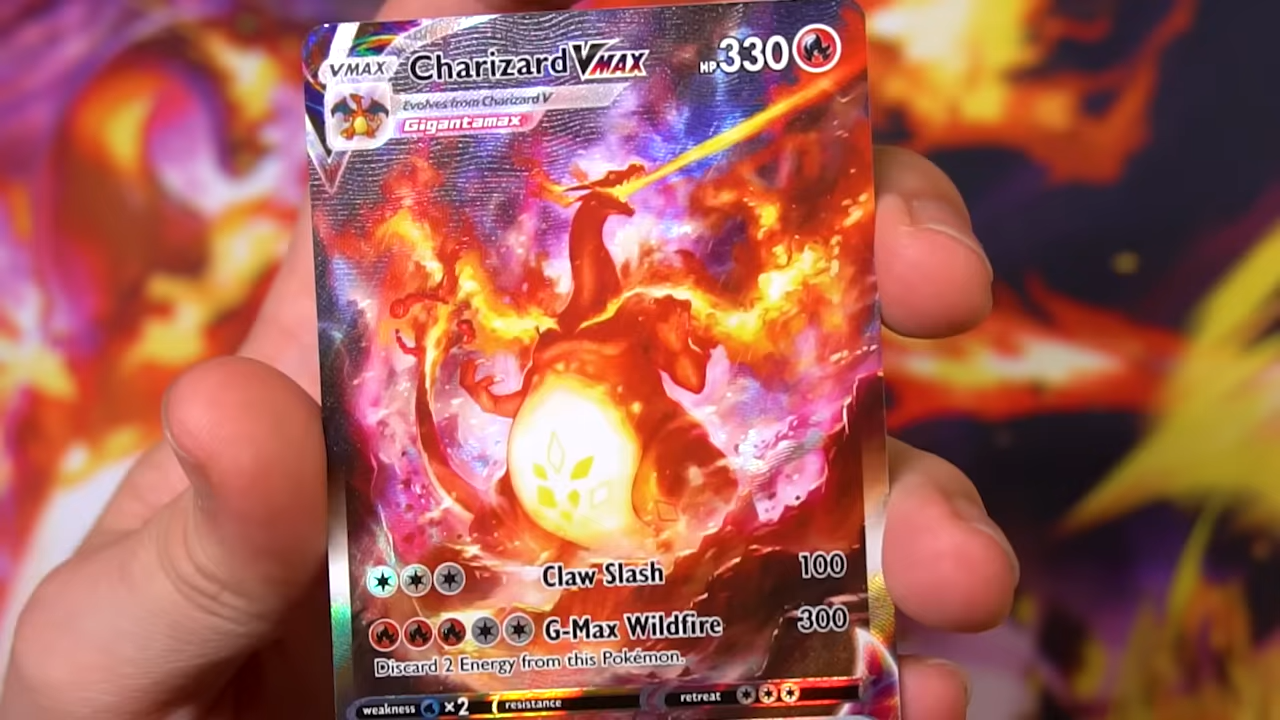 VMAX Charizard VMAX HP 330
Evolves from Charizard V
Gigantamax
Claw Slash 100
G-Max Wildfire 300
Discard 2 Energy from this Pokémon.
weakness ×2 resistance retreat